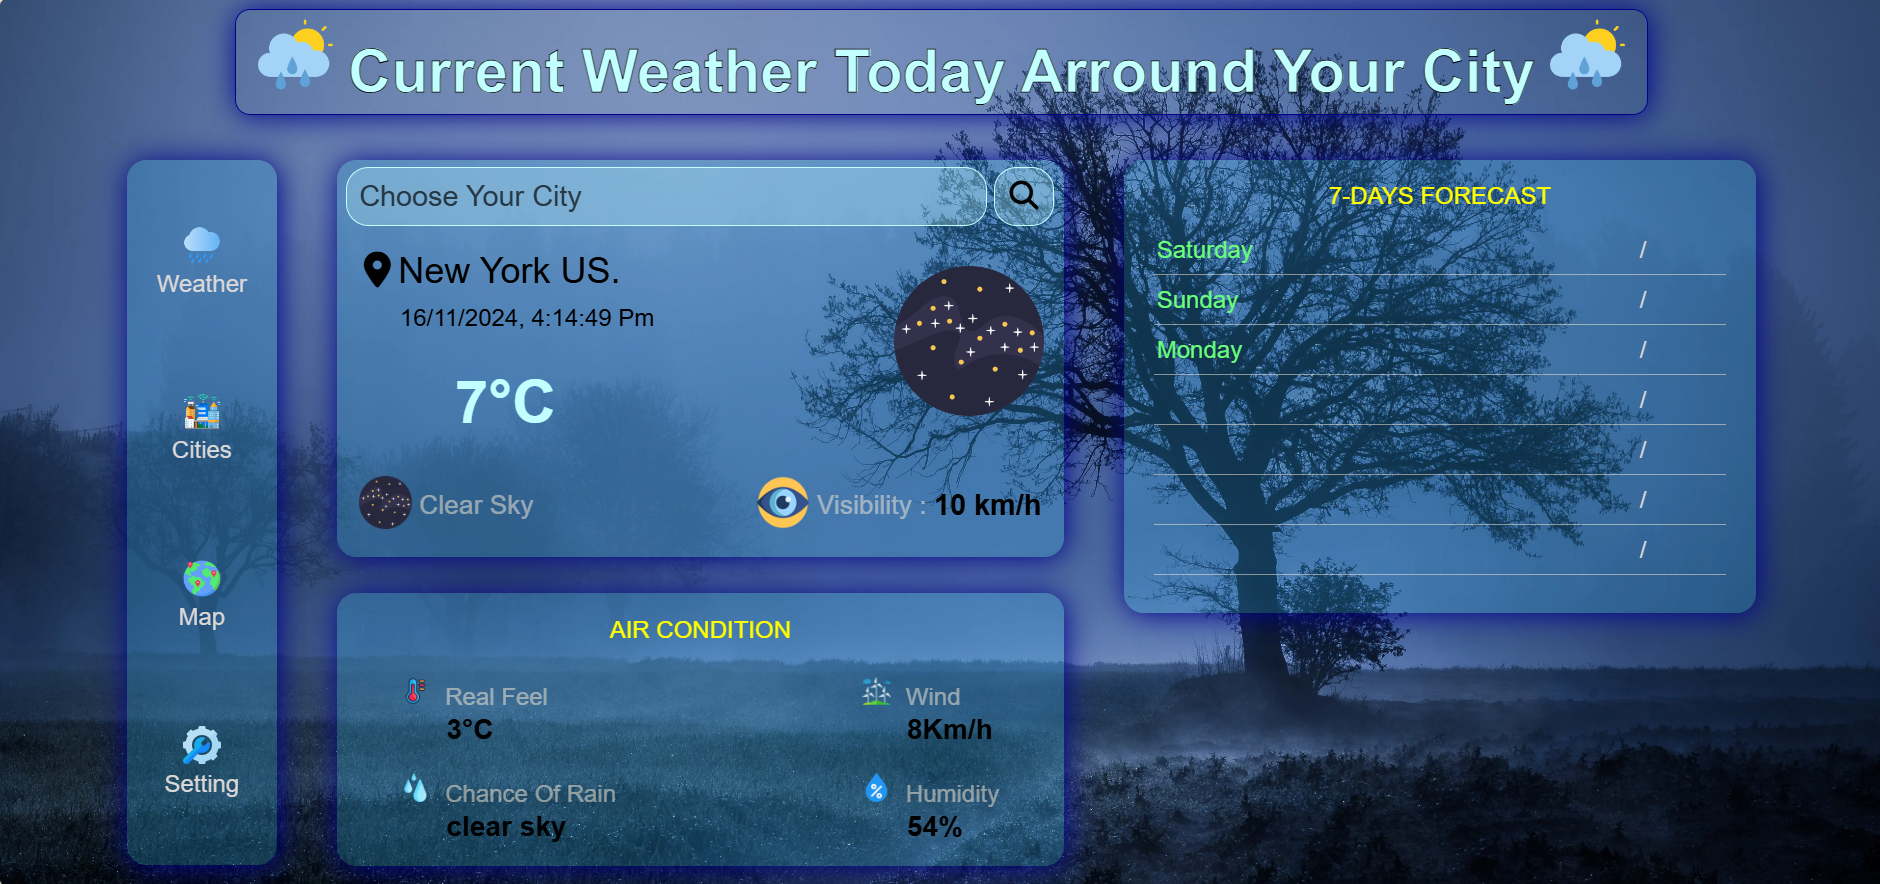 Current Weather Today Arround Your City
Weather
Cities
Map
Setting
Choose Your City
New York US.
16/11/2024, 4:14:49 Pm
7°C
Clear Sky
Visibility : 10 km/h
AIR CONDITION
Real Feel
3°C
Wind
8Km/h
Chance Of Rain
clear sky
Humidity
54%
7-DAYS FORECAST
Saturday /
Sunday /
Monday /
/
/
/
/